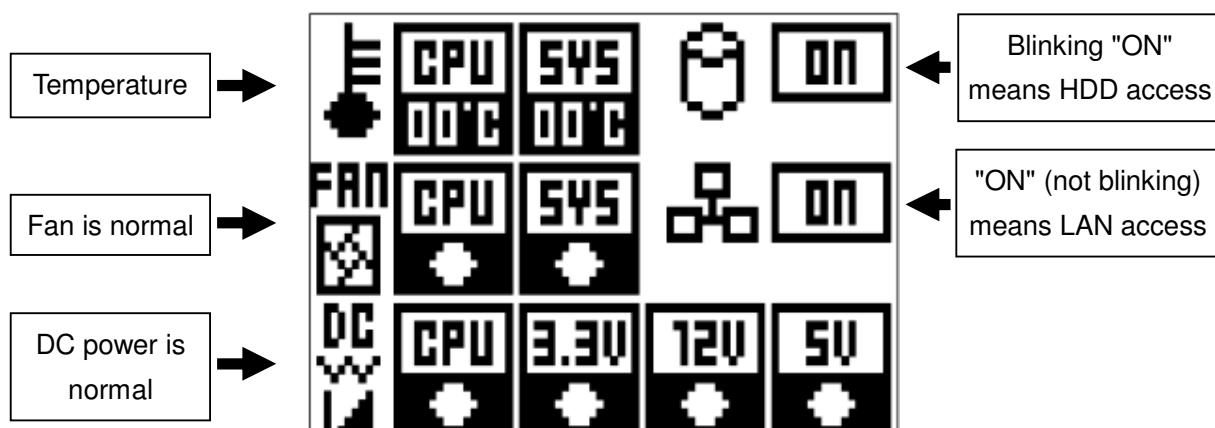 Temperature
CPU SYS
00°C 00°C
ON
Blinking "ON"
means HDD access
Fan is normal
FAN
CPU SYS
ON
"ON" (not blinking)
means LAN access
DC power is
normal
DC
CPU 3.3V 12V 5V